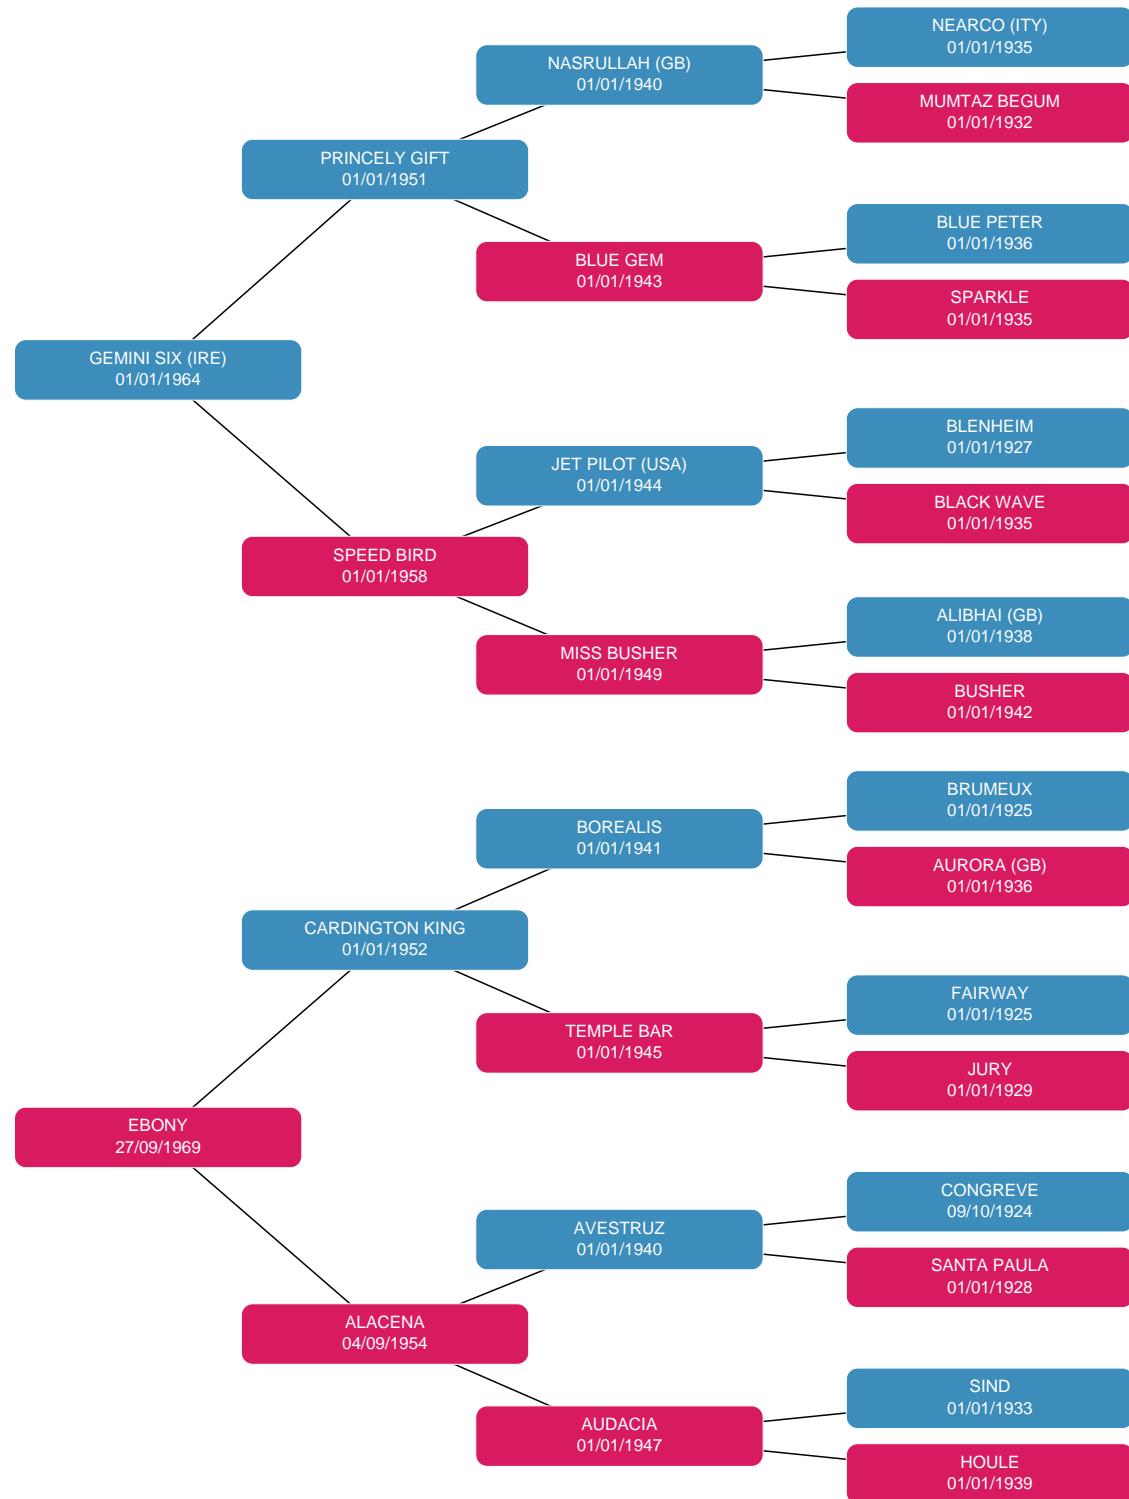 NEARCO (ITY)
01/01/1935
NASRULLAH (GB)
01/01/1940
MUMTAZ BEGUM
01/01/1932
PRINCELY GIFT
01/01/1951
BLUE PETER
01/01/1936
BLUE GEM
01/01/1943
SPARKLE
01/01/1935
GEMINI SIX (IRE)
01/01/1964
BLENHEIM
01/01/1927
JET PILOT (USA)
01/01/1944
BLACK WAVE
01/01/1935
SPEED BIRD
01/01/1958
ALIBHAI (GB)
01/01/1938
MISS BUSHER
01/01/1949
BUSHER
01/01/1942
BRUMEUX
01/01/1925
BOREALIS
01/01/1941
AURORA (GB)
01/01/1936
CARDINGTON KING
01/01/1952
FAIRWAY
01/01/1925
TEMPLE BAR
01/01/1945
JURY
01/01/1929
EBONY
27/09/1969
CONGREVE
09/10/1924
AVESTRUZ
01/01/1940
SANTA PAULA
01/01/1928
ALACENA
04/09/1954
SIND
01/01/1933
AUDACIA
01/01/1947
HOULE
01/01/1939